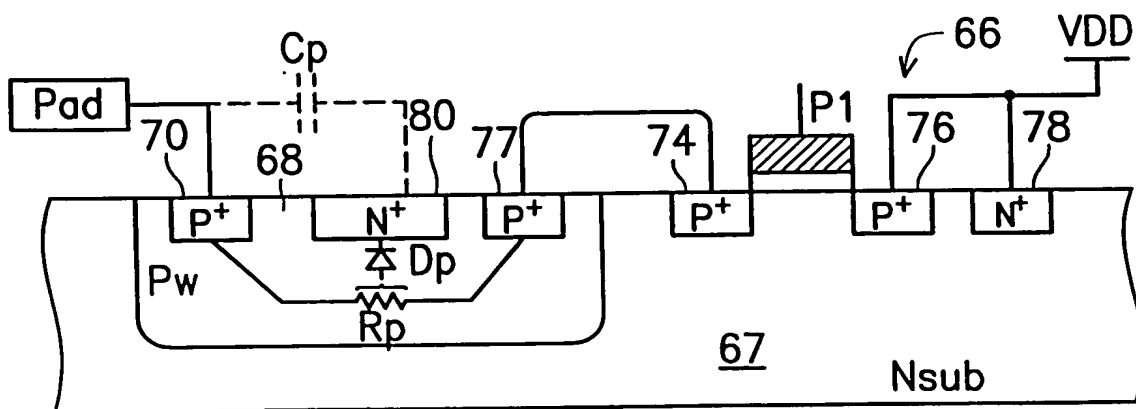 66
VDD
Cp
Pad
70
68
80
77
74
P1
76
78
P+
N+
P+
P+
P+
N+
Pw
Dp
Rp
67
Nsub